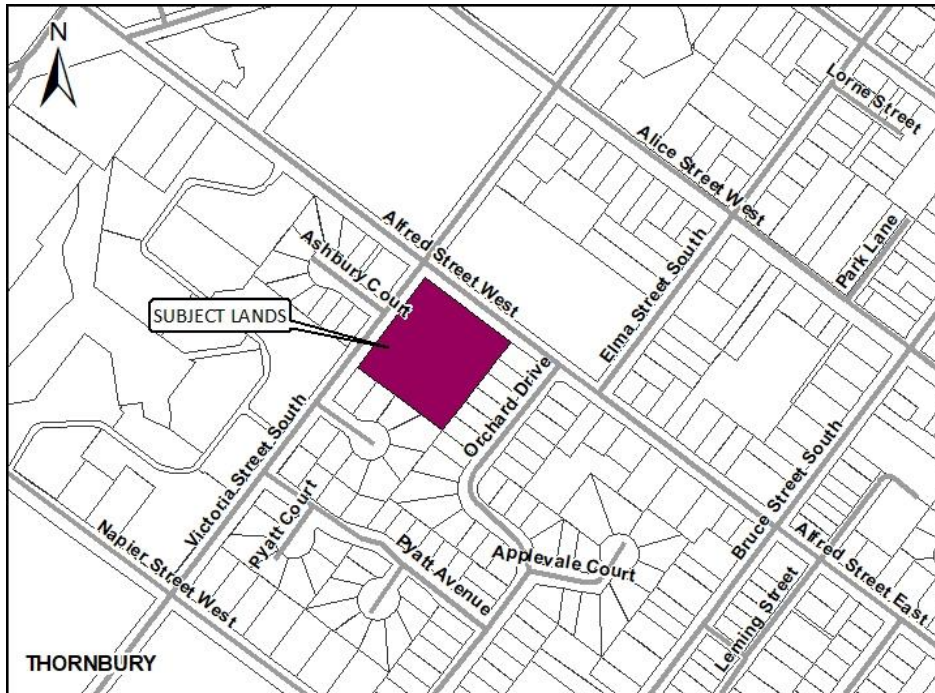 N
Lorne Street
Alice Street West
Park Lane
Alfred Street West
Ashbury Court
Elma Street South
SUBJECT LANDS
Orchard Drive
Victoria Street South
Bruce Street South
Pyatt Court
Napier Street West
Pyatt Avenue
Applevale Court
Alfred Street East
Leming Street
THORNBURY